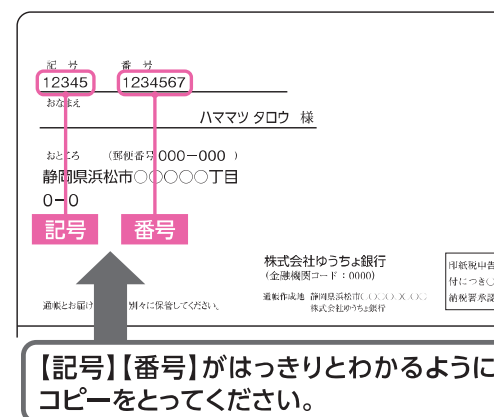 記 号 番 号
12345 1234567
おなまえ
ハママツ タロウ 様
おところ (郵便番号000-000 )
静岡県浜松市○○○○○丁目
0-0
記号 番号
株式会社ゆうちょ銀行
(金融機関コード:0000)
印紙税申告
付につき
納税署承認
通帳とお届け 別々に保管してください。
通帳作成地 静岡県浜松市
株式会社ゆうちょ銀行
【記号】【番号】がはっきりとわかるように
コピーをとってください。